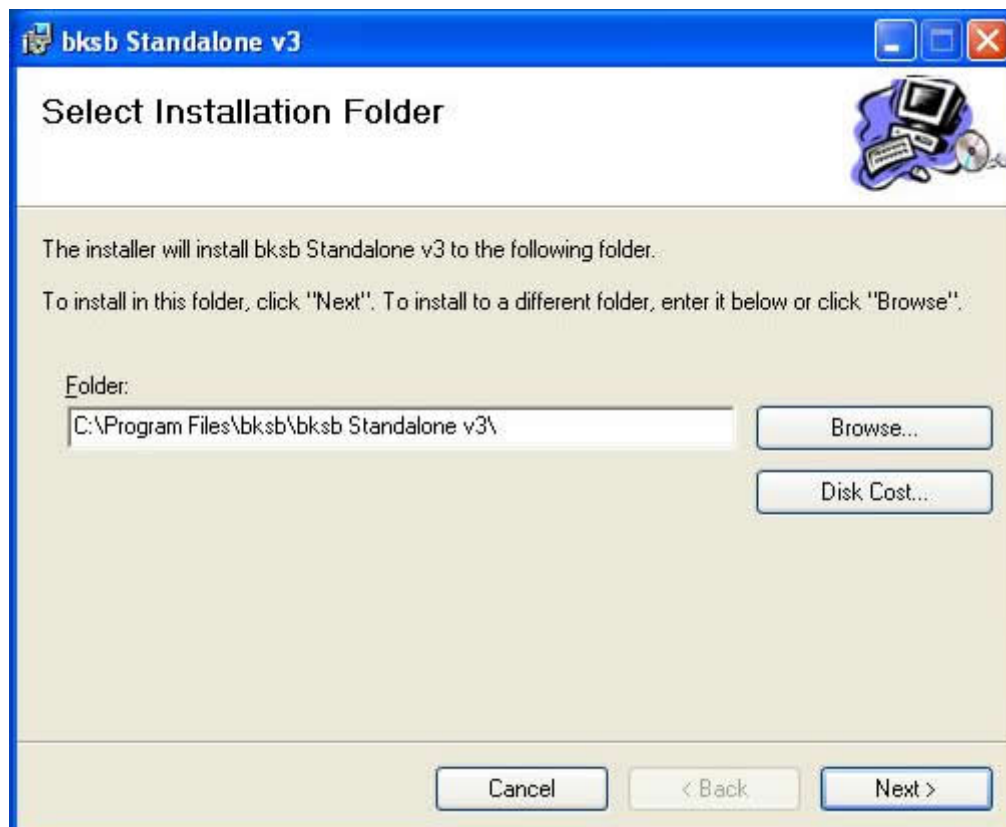 bksb Standalone v3
Select Installation Folder
The installer will install bksb Standalone v3 to the following folder.
To install in this folder, click "Next". To install to a different folder, enter it below or click "Browse".
Folder:
C:\Program Files\bksb\bksb Standalone v3\
Browse...
Disk Cost...
Cancel
< Back
Next >